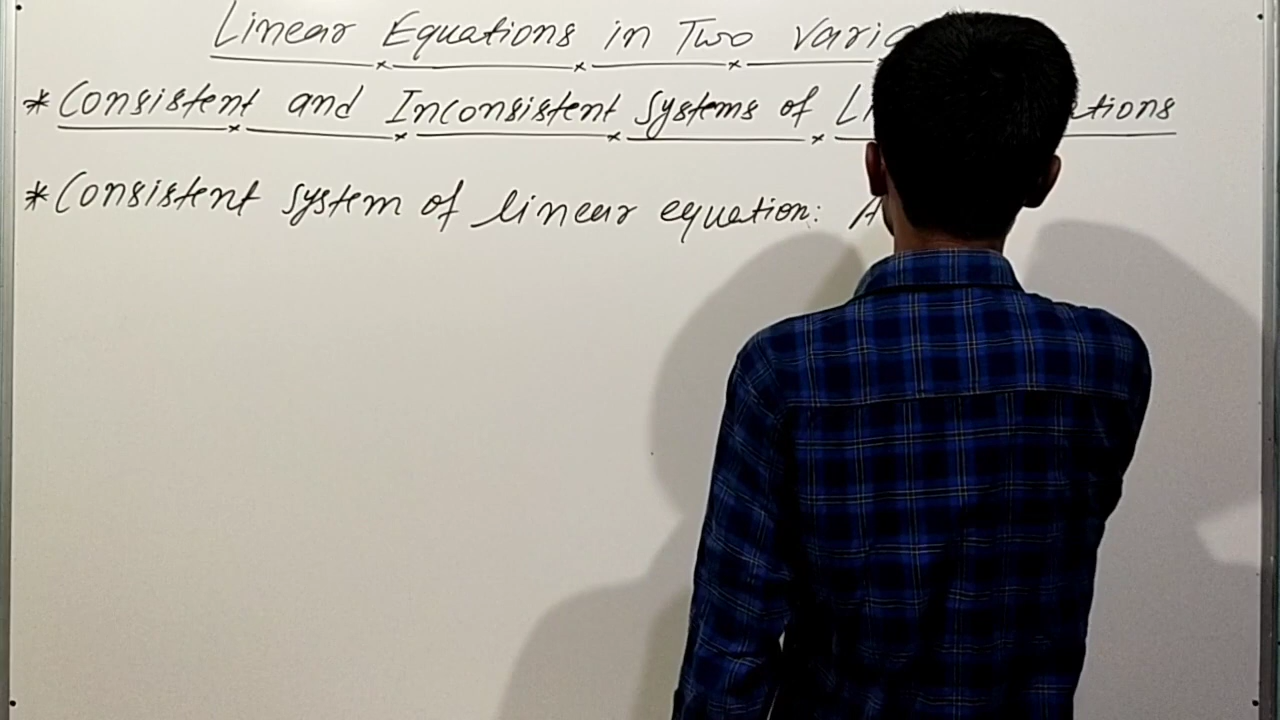 Linear Equations in Two
* Consistent and Inconsistent Systems of
* Consistent system of linear equation: A